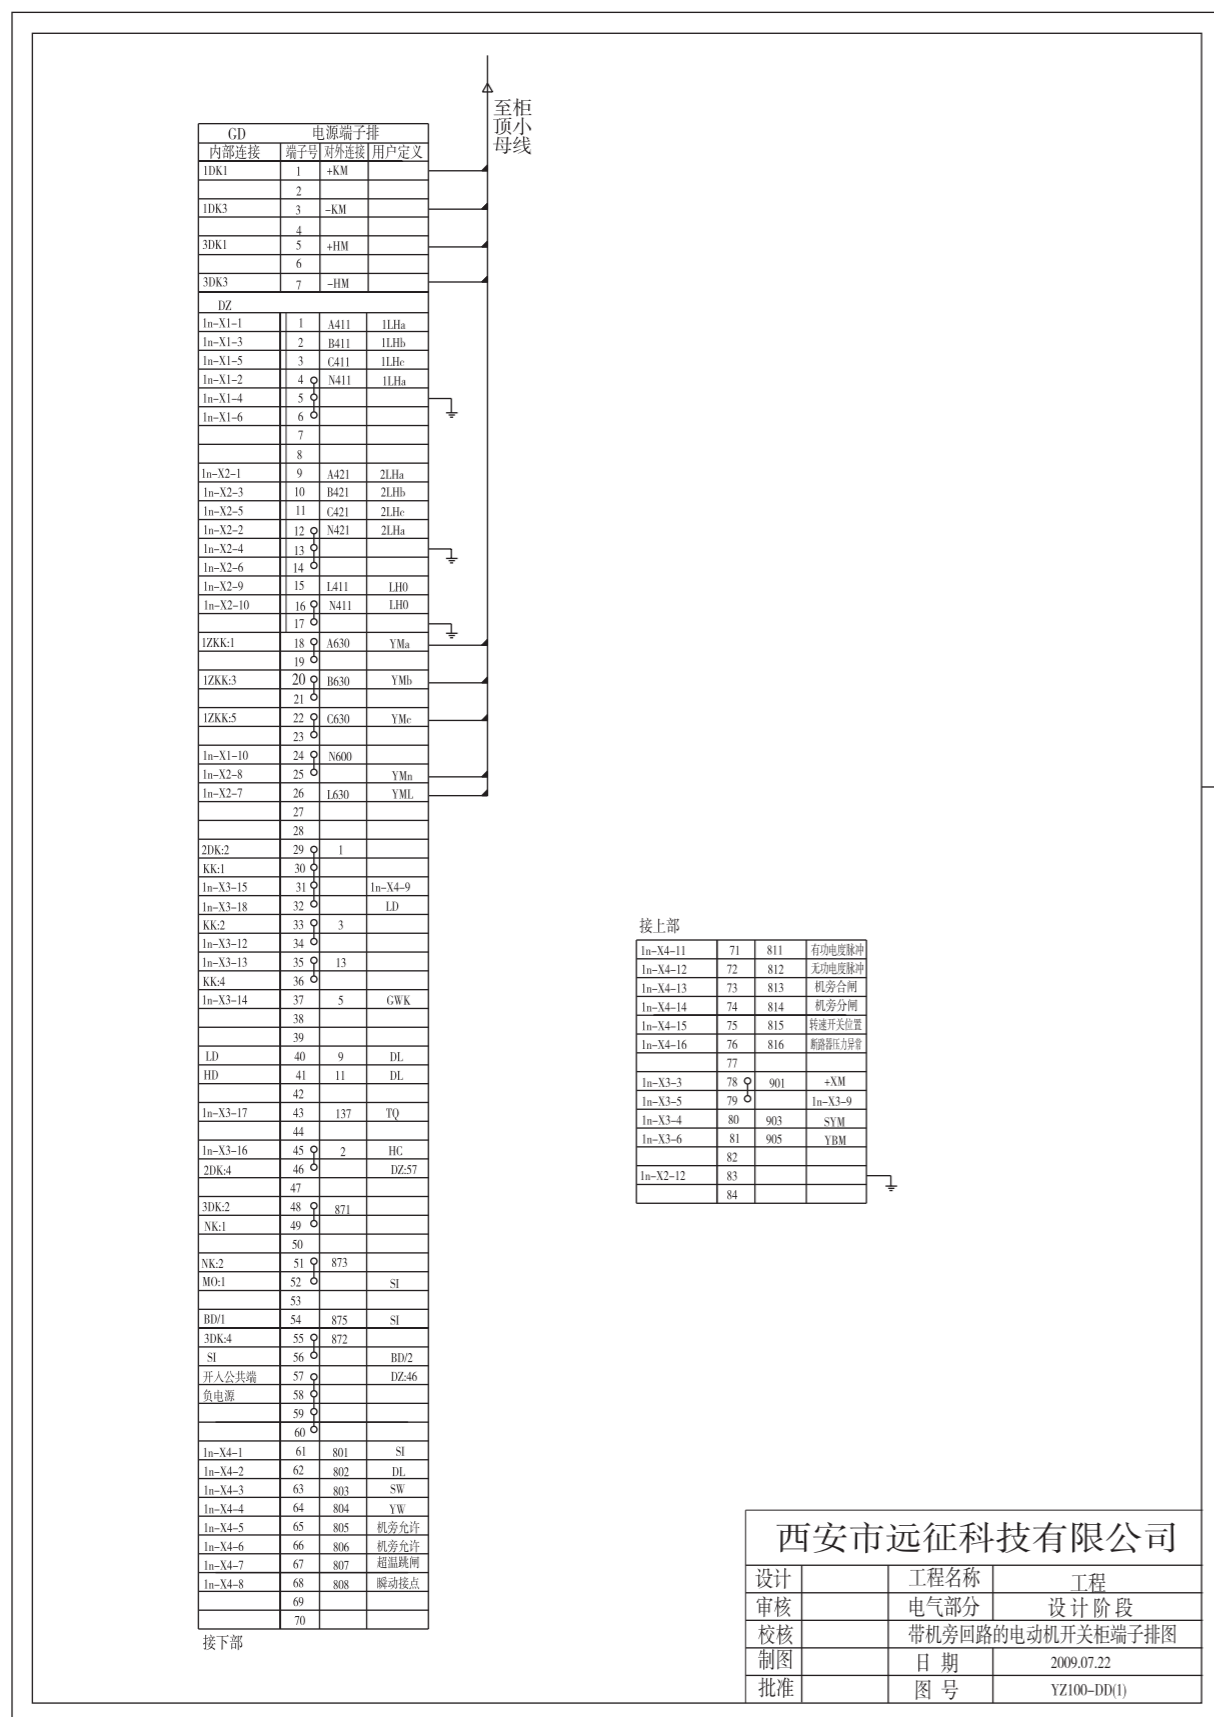 至柜
顶小
母线
GD 电源端子排
内部连接 端子号 对外连接 用户定义
1DK1 1 +KM
2
1DK3 3 -KM
4
3DK1 5 +HM
6
3DK3 7 -HM
DZ
1n-X1-1 1 A411 1LHa
1n-X1-3 2 B411 1LHb
1n-X1-5 3 C411 1LHc
1n-X1-2 4 N411 1LHa
1n-X1-4 5
1n-X1-6 6
7
8
1n-X2-1 9 A421 2LHa
1n-X2-3 10 B421 2LHb
1n-X2-5 11 C421 2LHc
1n-X2-2 12 N421 2LHa
1n-X2-4 13
1n-X2-6 14
1n-X2-9 15 L411 LH0
1n-X2-10 16 N411 LH0
17
1ZKK:1 18 A630 YMa
19
1ZKK:3 20 B630 YMb
21
1ZKK:5 22 C630 YMc
23
1n-X1-10 24 N600
1n-X2-8 25 YMn
1n-X2-7 26 L630 YML
27
28
2DK:2 29 1
KK:1 30
1n-X3-15 31 1n-X4-9
1n-X3-18 32 LD
KK:2 33 3
1n-X3-12 34
1n-X3-13 35 13
KK:4 36
1n-X3-14 37 5 GWK
38
39
LD 40 9 DL
HD 41 11 DL
42
1n-X3-17 43 137 TQ
44
1n-X3-16 45 2 HC
2DK:4 46 DZ:57
47
3DK:2 48 871
NK:1 49
50
NK:2 51 873
MO:1 52 SI
53
BD/1 54 875 SI
3DK:4 55 872
SI 56 BD/2
开入公共端 57 DZ:46
负电源 58
59
60
1n-X4-1 61 801 SI
1n-X4-2 62 802 DL
1n-X4-3 63 803 SW
1n-X4-4 64 804 YW
1n-X4-5 65 805 机旁允许
1n-X4-6 66 806 机旁允许
1n-X4-7 67 807 超温跳闸
1n-X4-8 68 808 瞬动接点
69
70
接下部
接上部
1n-X4-11 71 811 有功电度脉冲
1n-X4-12 72 812 无功电度脉冲
1n-X4-13 73 813 机旁合闸
1n-X4-14 74 814 机旁分闸
1n-X4-15 75 815 转速开关位置
1n-X4-16 76 816 断路器压力异常
77
1n-X3-3 78 901 +XM
1n-X3-5 79 1n-X3-9
1n-X3-4 80 903 SYM
1n-X3-6 81 905 YBM
82
1n-X2-12 83
84
西安市远征科技有限公司
设计 工程名称 工程
审核 电气部分 设计阶段
校核 带机旁回路的电动机开关柜端子排图
制图 日 期 2009.07.22
批准 图 号 YZ100-DD(1)